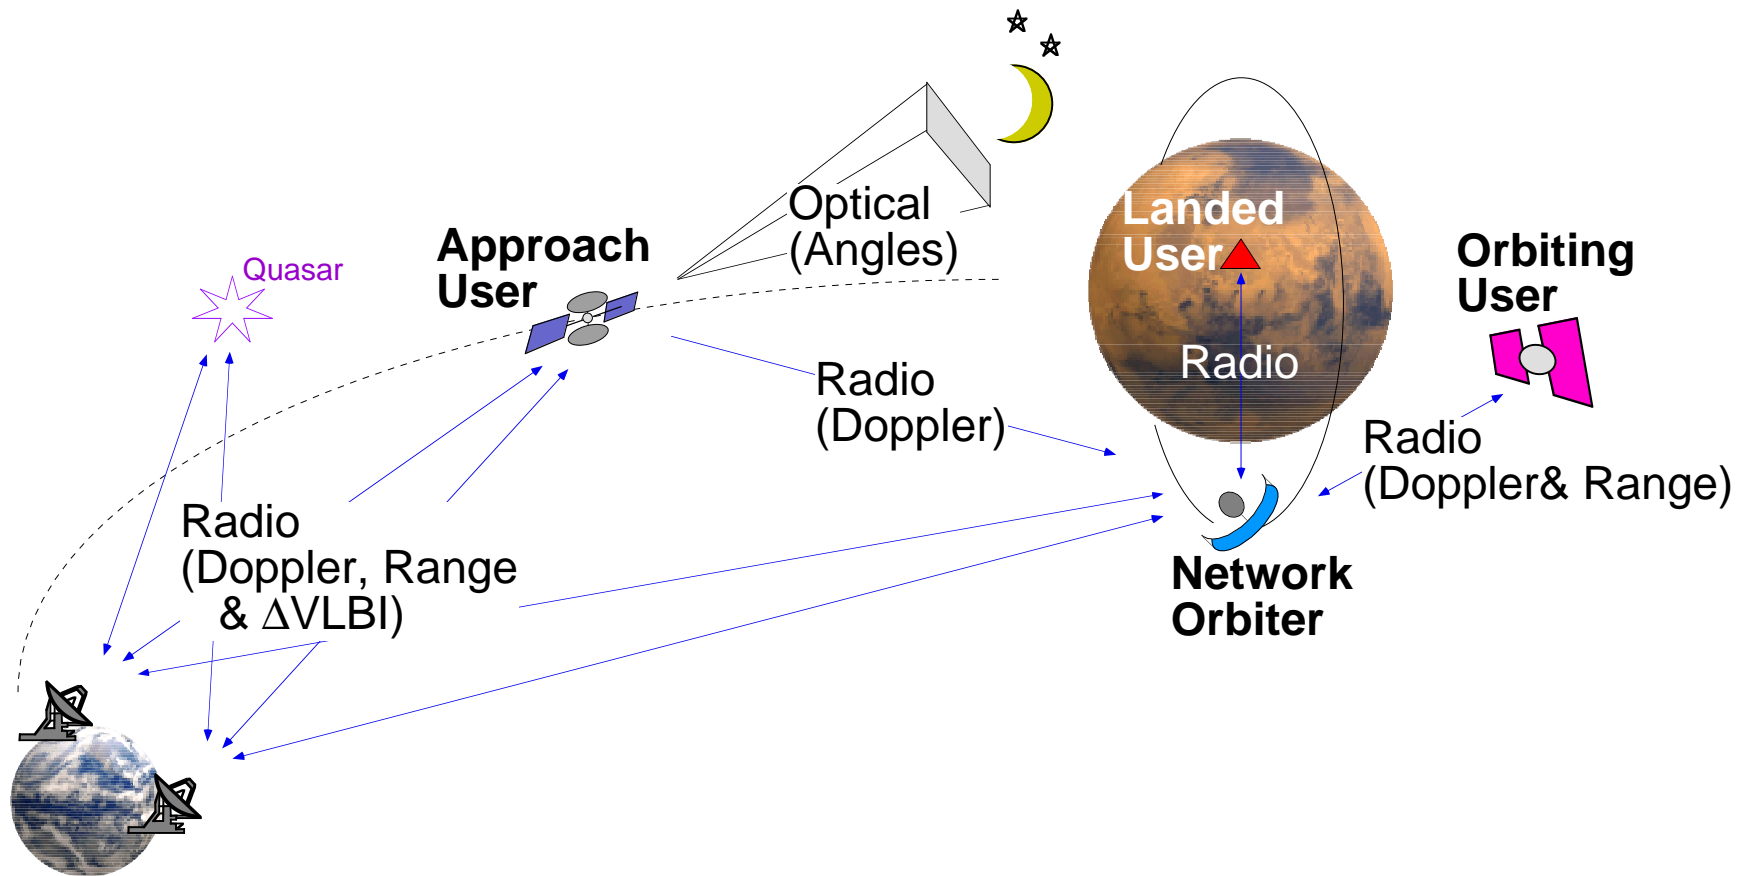 Quasar
Approach
User
Optical
(Angles)
Landed
User
Radio
Orbiting
User
Radio
(Doppler)
Radio
(Doppler& Range)
Radio
(Doppler, Range
& ΔVLBI)
Network
Orbiter